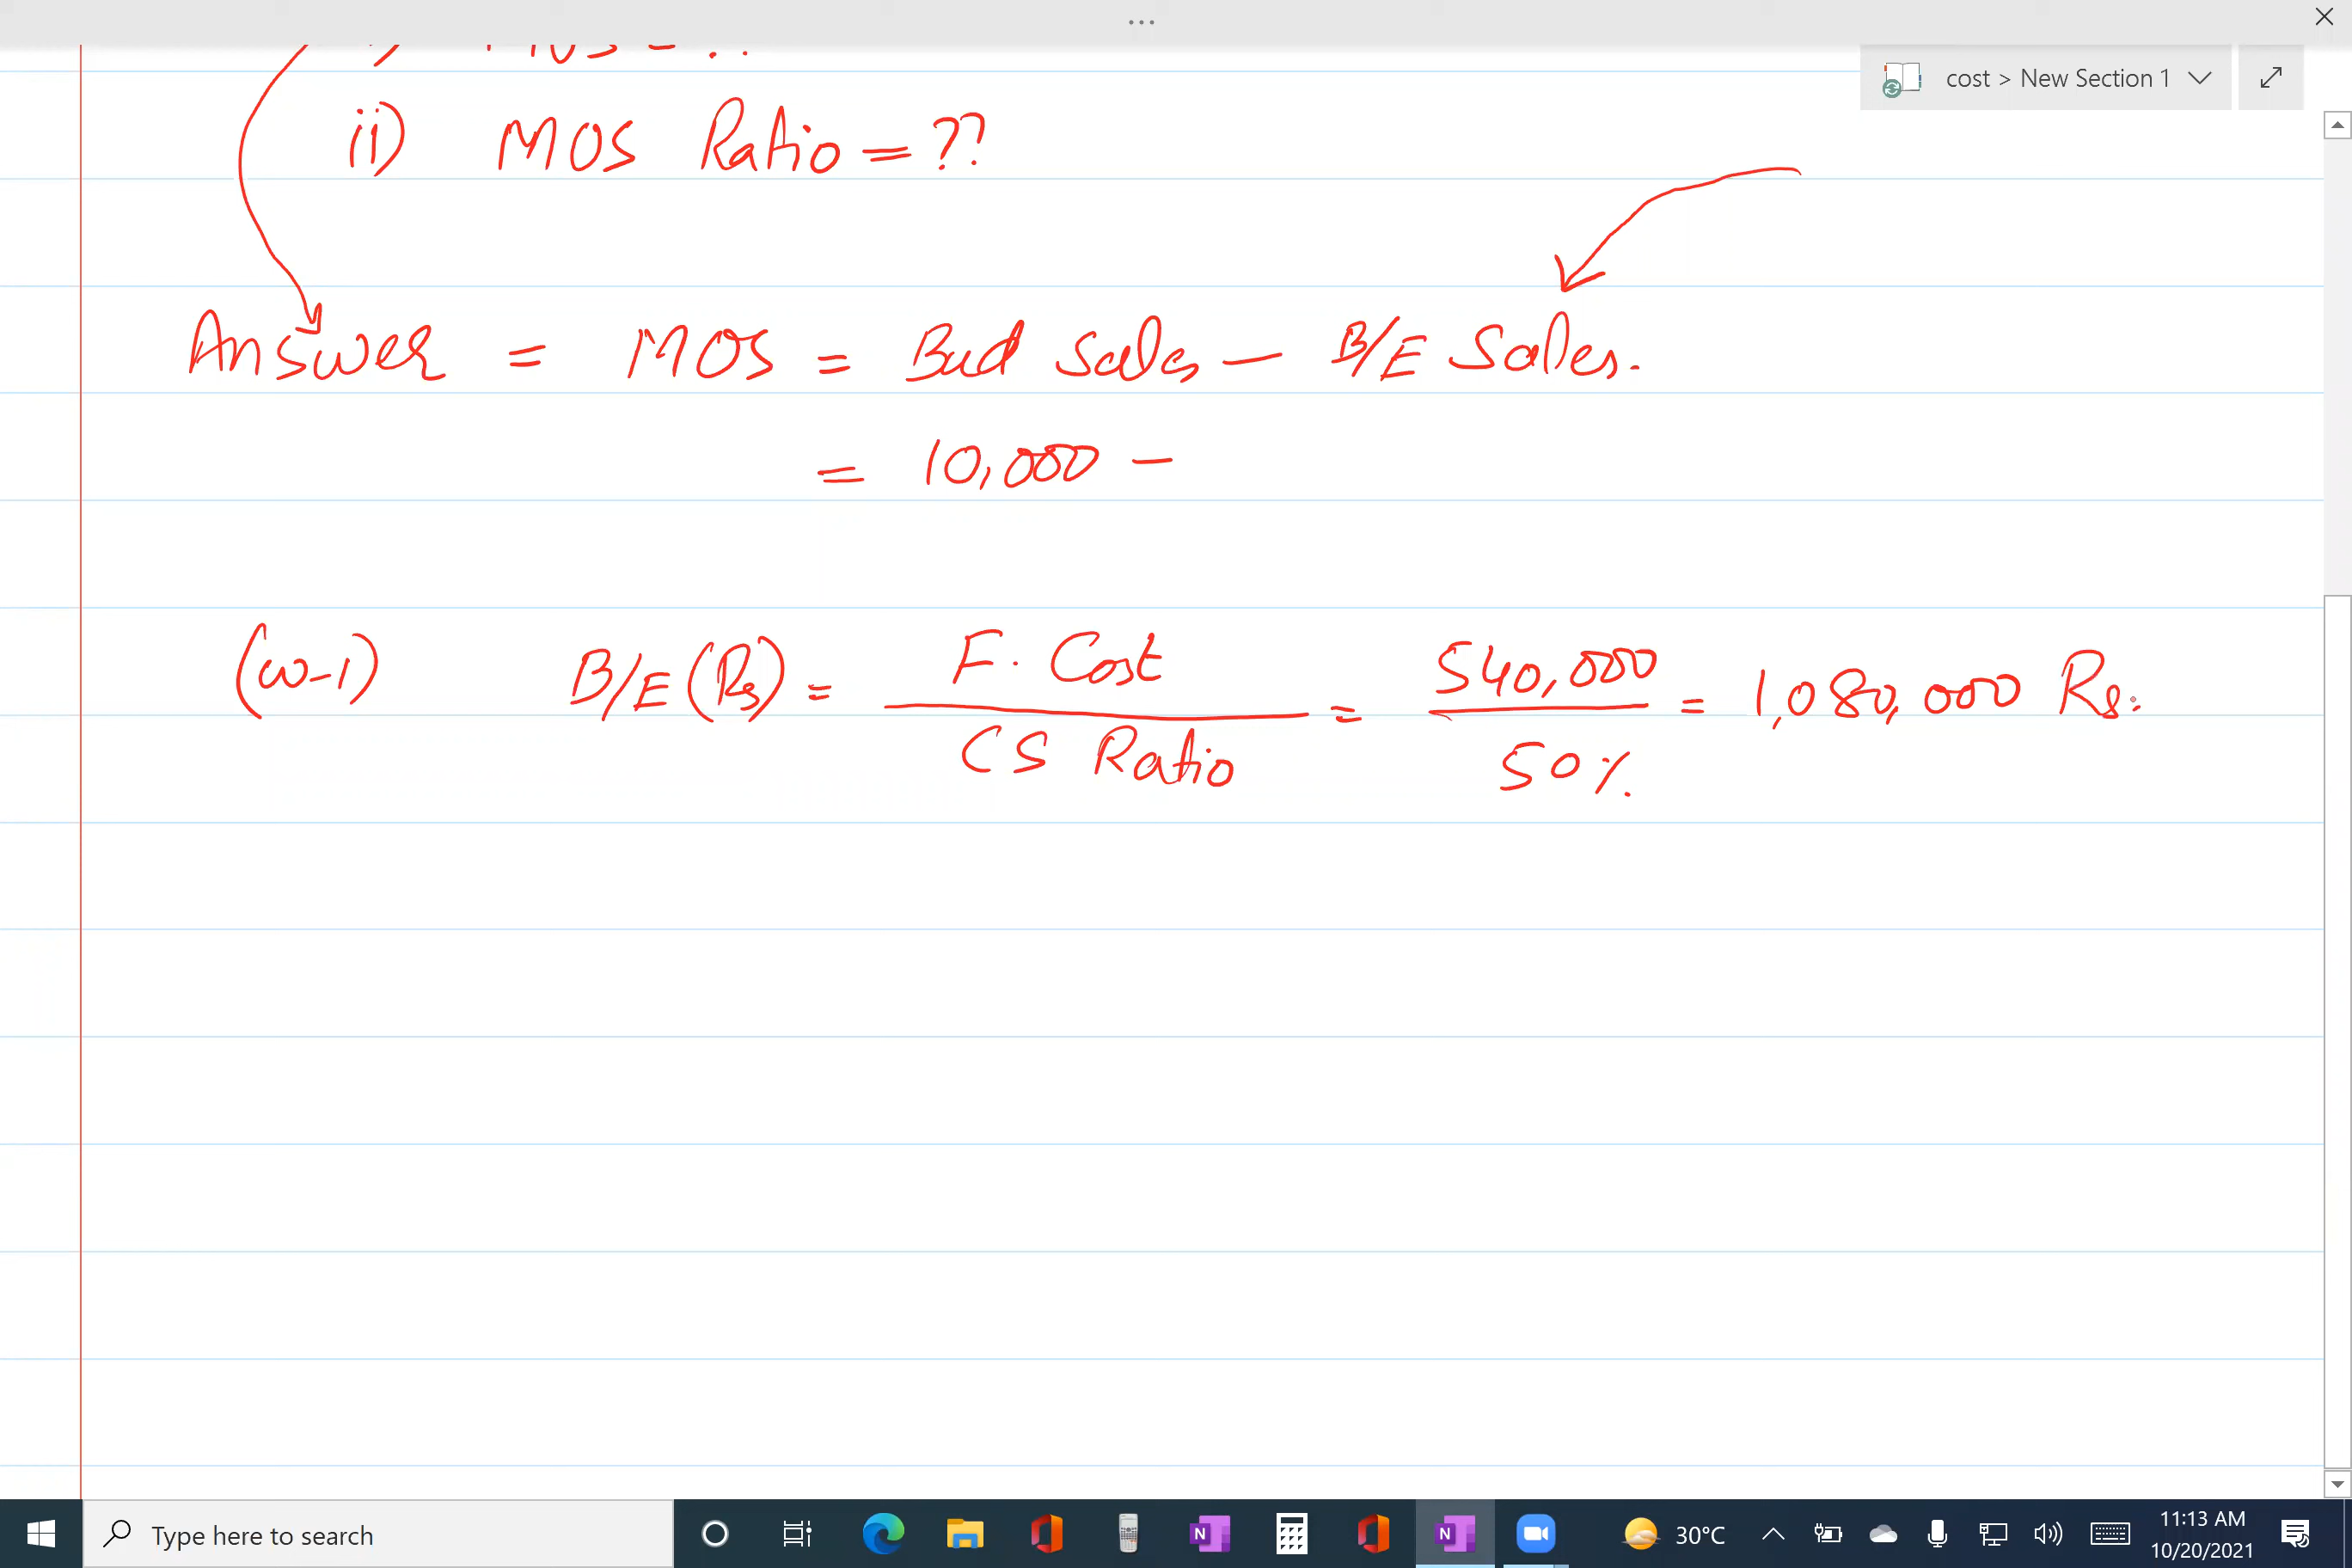 cost > New Section 1
i) MOS = ??
ii) MOS Ratio = ??
Answer = MOS = Bud Sales – B/E Sales.
= 10,000 –
(W-1) B/E (Rs) = F. Cost / CS Ratio = 540,000 / 50% = 1,080,000 Rs.
Type here to search
30°C
11:13 AM
10/20/2021